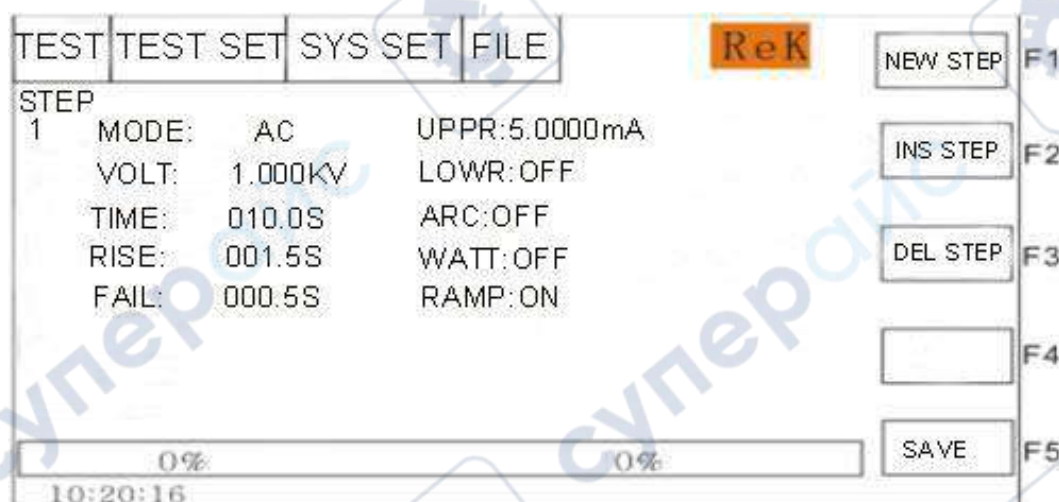 TEST TEST SET SYS SET FILE ReK
NEW STEP F1
STEP
1 MODE: AC UPPR:5.0000mA
VOLT: 1.000KV LOWR:OFF
INS STEP F2
TIME: 010.0S ARC:OFF
RISE: 001.5S WATT:OFF
DEL STEP F3
FAIL: 000.5S RAMP:ON
F4
SAVE F5
0% 0%
10:20:16
суперайс
суперайс